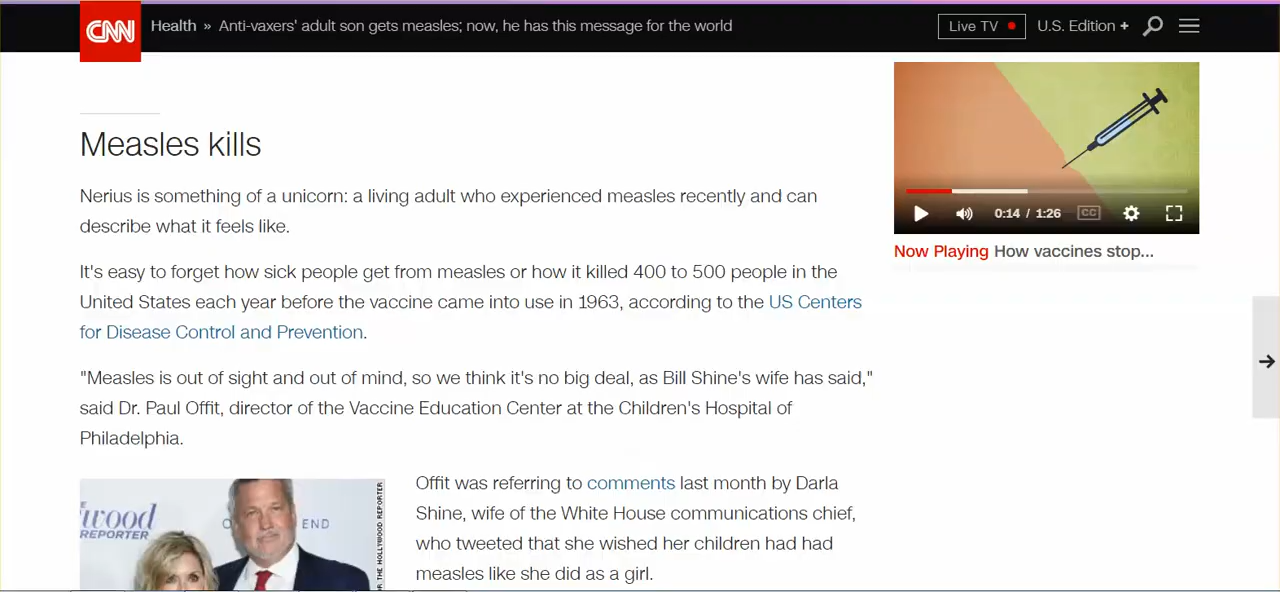 CNN Health » Anti-vaxers' adult son gets measles; now, he has this message for the world Live TV U.S. Edition +
Measles kills
Nerius is something of a unicorn: a living adult who experienced measles recently and can
describe what it feels like.
It's easy to forget how sick people get from measles or how it killed 400 to 500 people in the
United States each year before the vaccine came into use in 1963, according to the US Centers
for Disease Control and Prevention.
"Measles is out of sight and out of mind, so we think it's no big deal, as Bill Shine's wife has said,"
said Dr. Paul Offit, director of the Vaccine Education Center at the Children's Hospital of
Philadelphia.
Offit was referring to comments last month by Darla
Shine, wife of the White House communications chief,
who tweeted that she wished her children had had
measles like she did as a girl.
wood
REPORTER
END
THE HOLLYWOOD REPORTER
0:14 / 1:26 CC
Now Playing How vaccines stop...